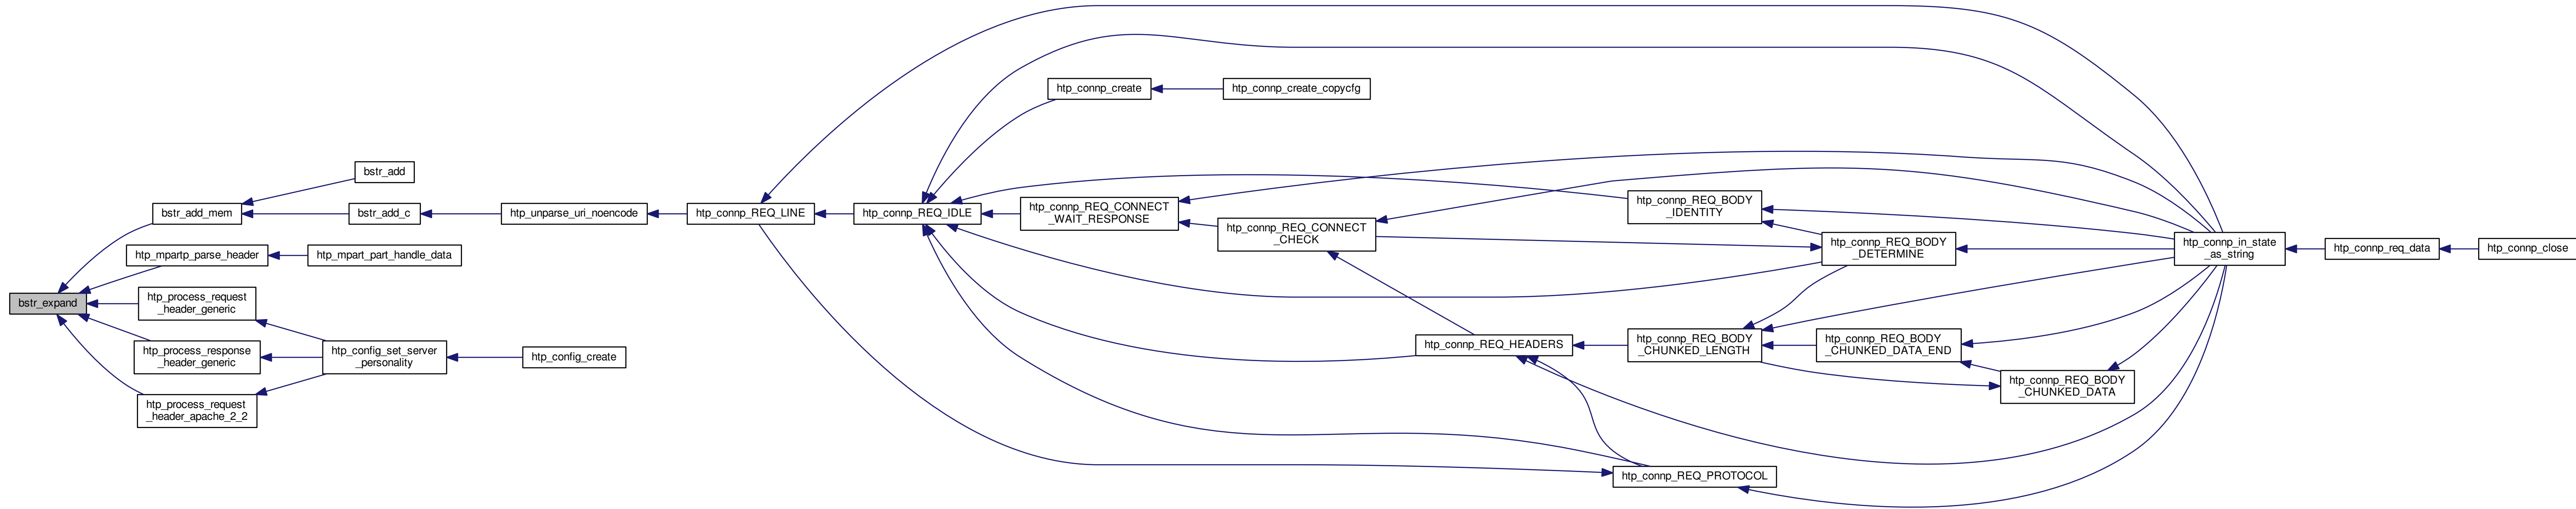 bstr_expand
bstr_add_mem
bstr_add
bstr_add_c
htp_unparse_uri_noencode
htp_connp_REQ_LINE
htp_connp_REQ_IDLE
htp_connp_create
htp_connp_create_copycfg
htp_connp_REQ_CONNECT
_WAIT_RESPONSE
htp_connp_REQ_CONNECT
_CHECK
htp_connp_REQ_HEADERS
htp_connp_REQ_BODY
_IDENTITY
htp_connp_REQ_BODY
_DETERMINE
htp_connp_REQ_BODY
_CHUNKED_LENGTH
htp_connp_REQ_BODY
_CHUNKED_DATA_END
htp_connp_REQ_BODY
_CHUNKED_DATA
htp_connp_REQ_PROTOCOL
htp_connp_in_state
_as_string
htp_connp_req_data
htp_connp_close
htp_mpartp_parse_header
htp_mpart_part_handle_data
htp_process_request
_header_generic
htp_process_response
_header_generic
htp_process_request
_header_apache_2_2
htp_config_set_server
_personality
htp_config_create